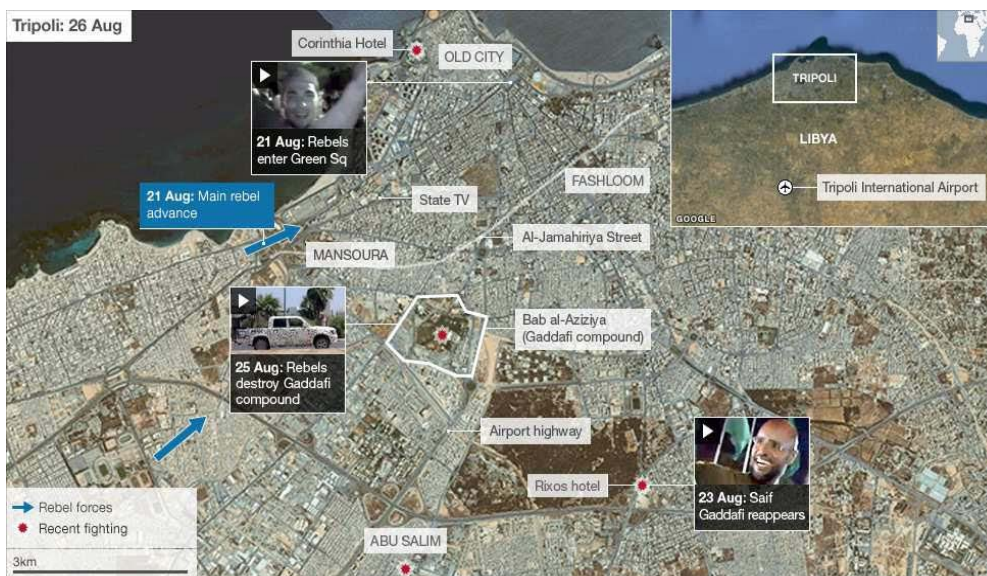 Tripoli: 26 Aug
Corinthia Hotel
OLD CITY
21 Aug: Rebels
enter Green Sq
TRIPOLI
LIBYA
Tripoli International Airport
GOOGLE
21 Aug: Main rebel
advance
State TV
FASHLOOM
Al-Jamahiriya Street
MANSOURA
25 Aug: Rebels
destroy Gaddafi
compound
Bab al-Aziziya
(Gaddafi compound)
Airport highway
Rixos hotel
23 Aug: Saif
Gaddafi reappears
ABU SALIM
Rebel forces
Recent fighting
3km